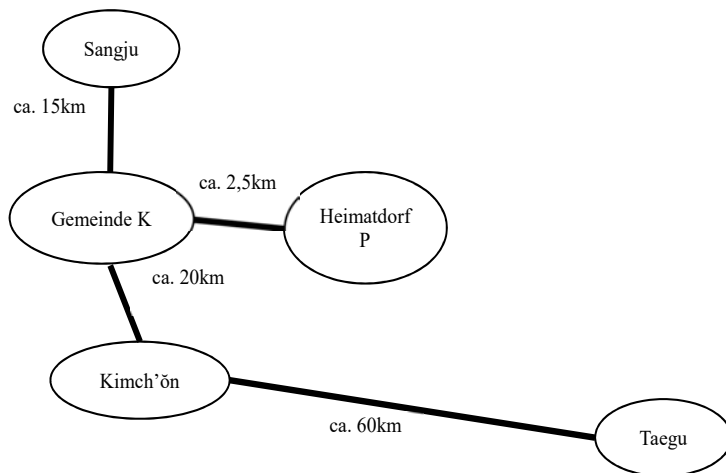 Sangju
ca. 15km
ca. 2,5km
Gemeinde K
Heimatdorf
P
ca. 20km
Kimch’ŏn
ca. 60km
Taegu